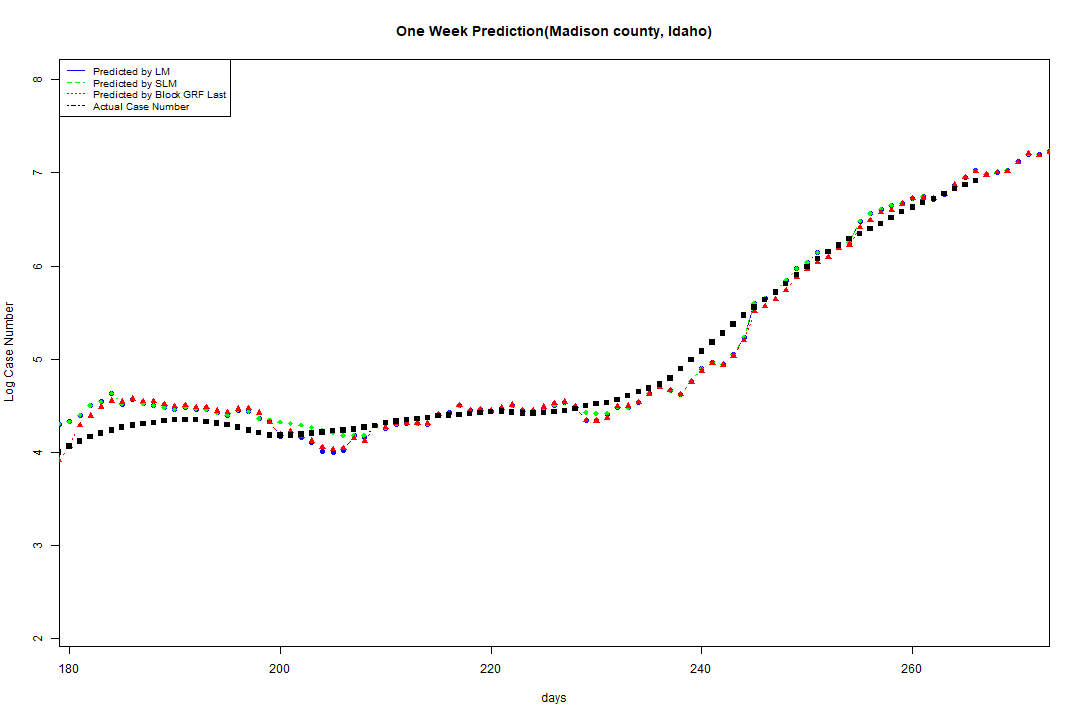 One Week Prediction(Madison county, Idaho)
Predicted by LM
Predicted by SLM
Predicted by Block GRF Last
Actual Case Number
8
7
6
5
4
3
2
Log Case Number
180 200 220 240 260
days